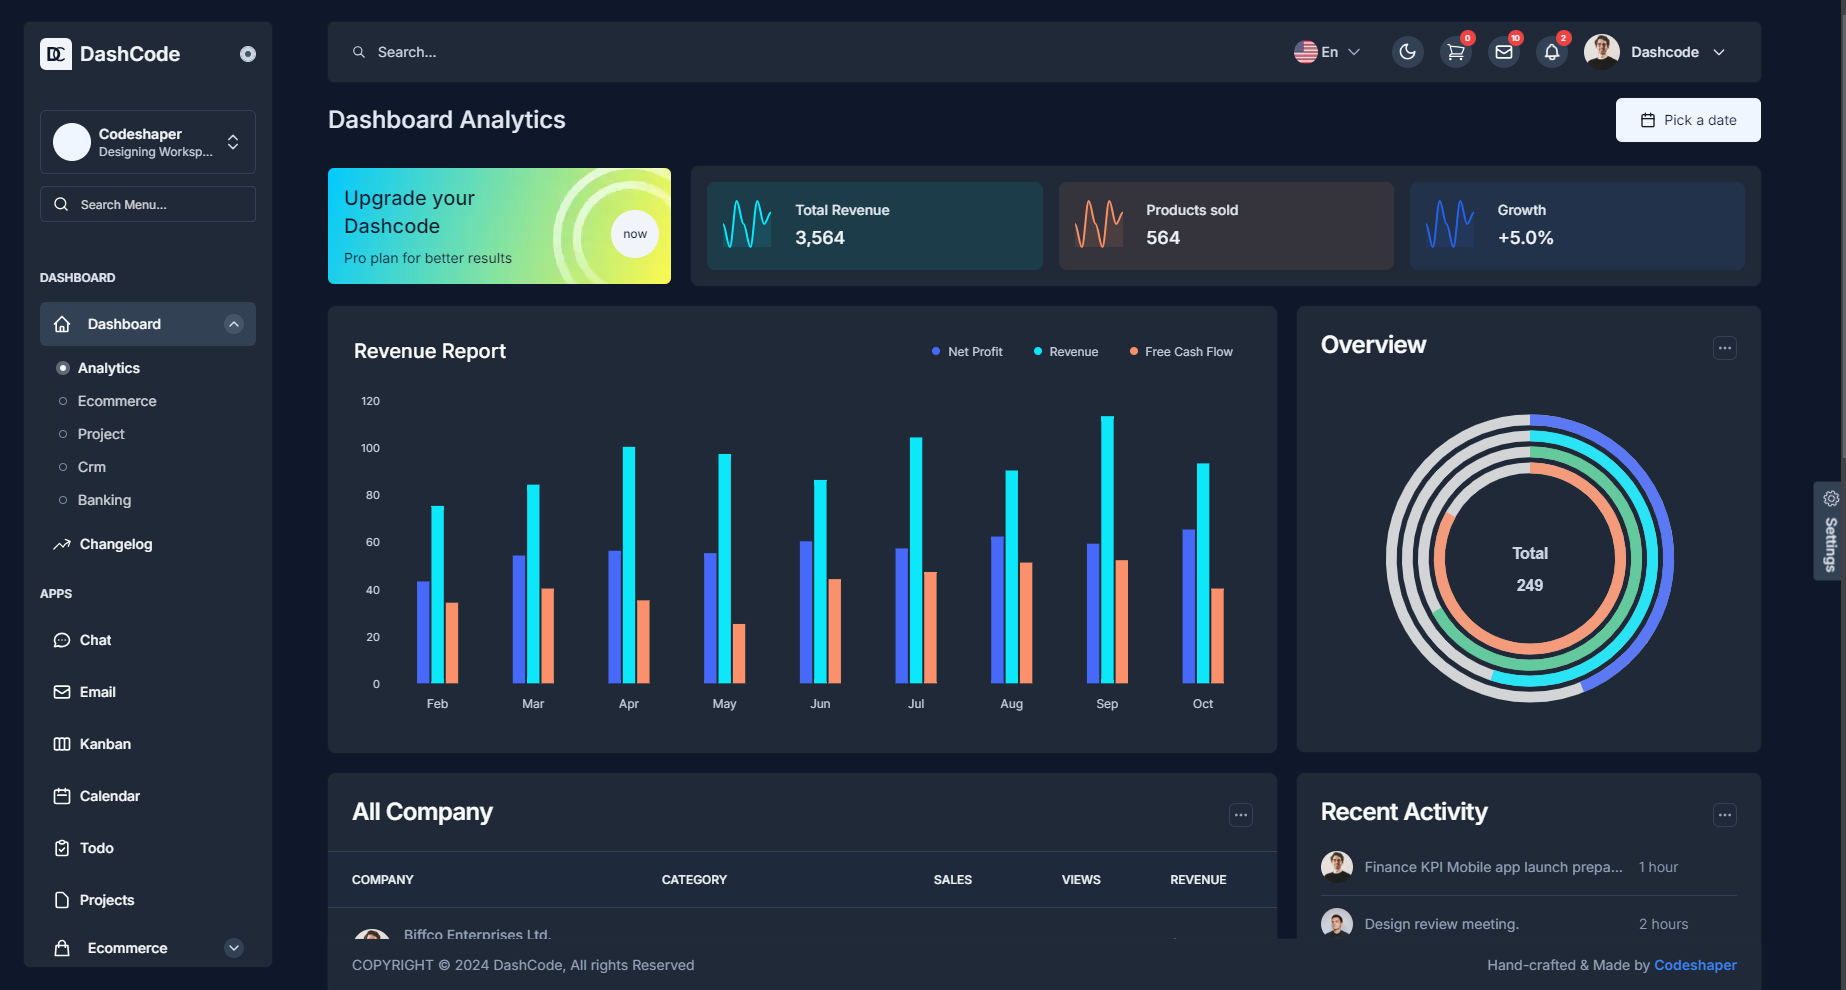 DC DashCode
Codeshaper
Designing Worksp...
Search Menu...
DASHBOARD
Dashboard
Analytics
Ecommerce
Project
Crm
Banking
Changelog
APPS
Chat
Email
Kanban
Calendar
Todo
Projects
Ecommerce
Search...
En
0
10
2
Dashcode
Dashboard Analytics
Pick a date
Upgrade your
Dashcode
Pro plan for better results
now
Total Revenue
3,564
Products sold
564
Growth
+5.0%
Revenue Report
Net Profit Revenue Free Cash Flow
120
100
80
60
40
20
0
Feb Mar Apr May Jun Jul Aug Sep Oct
Overview
Total
249
Settings
All Company
COMPANY CATEGORY SALES VIEWS REVENUE
Biffco Enterprises Ltd.
Recent Activity
Finance KPI Mobile app launch prepa... 1 hour
Design review meeting. 2 hours
COPYRIGHT © 2024 DashCode, All rights Reserved
Hand-crafted & Made by Codeshaper